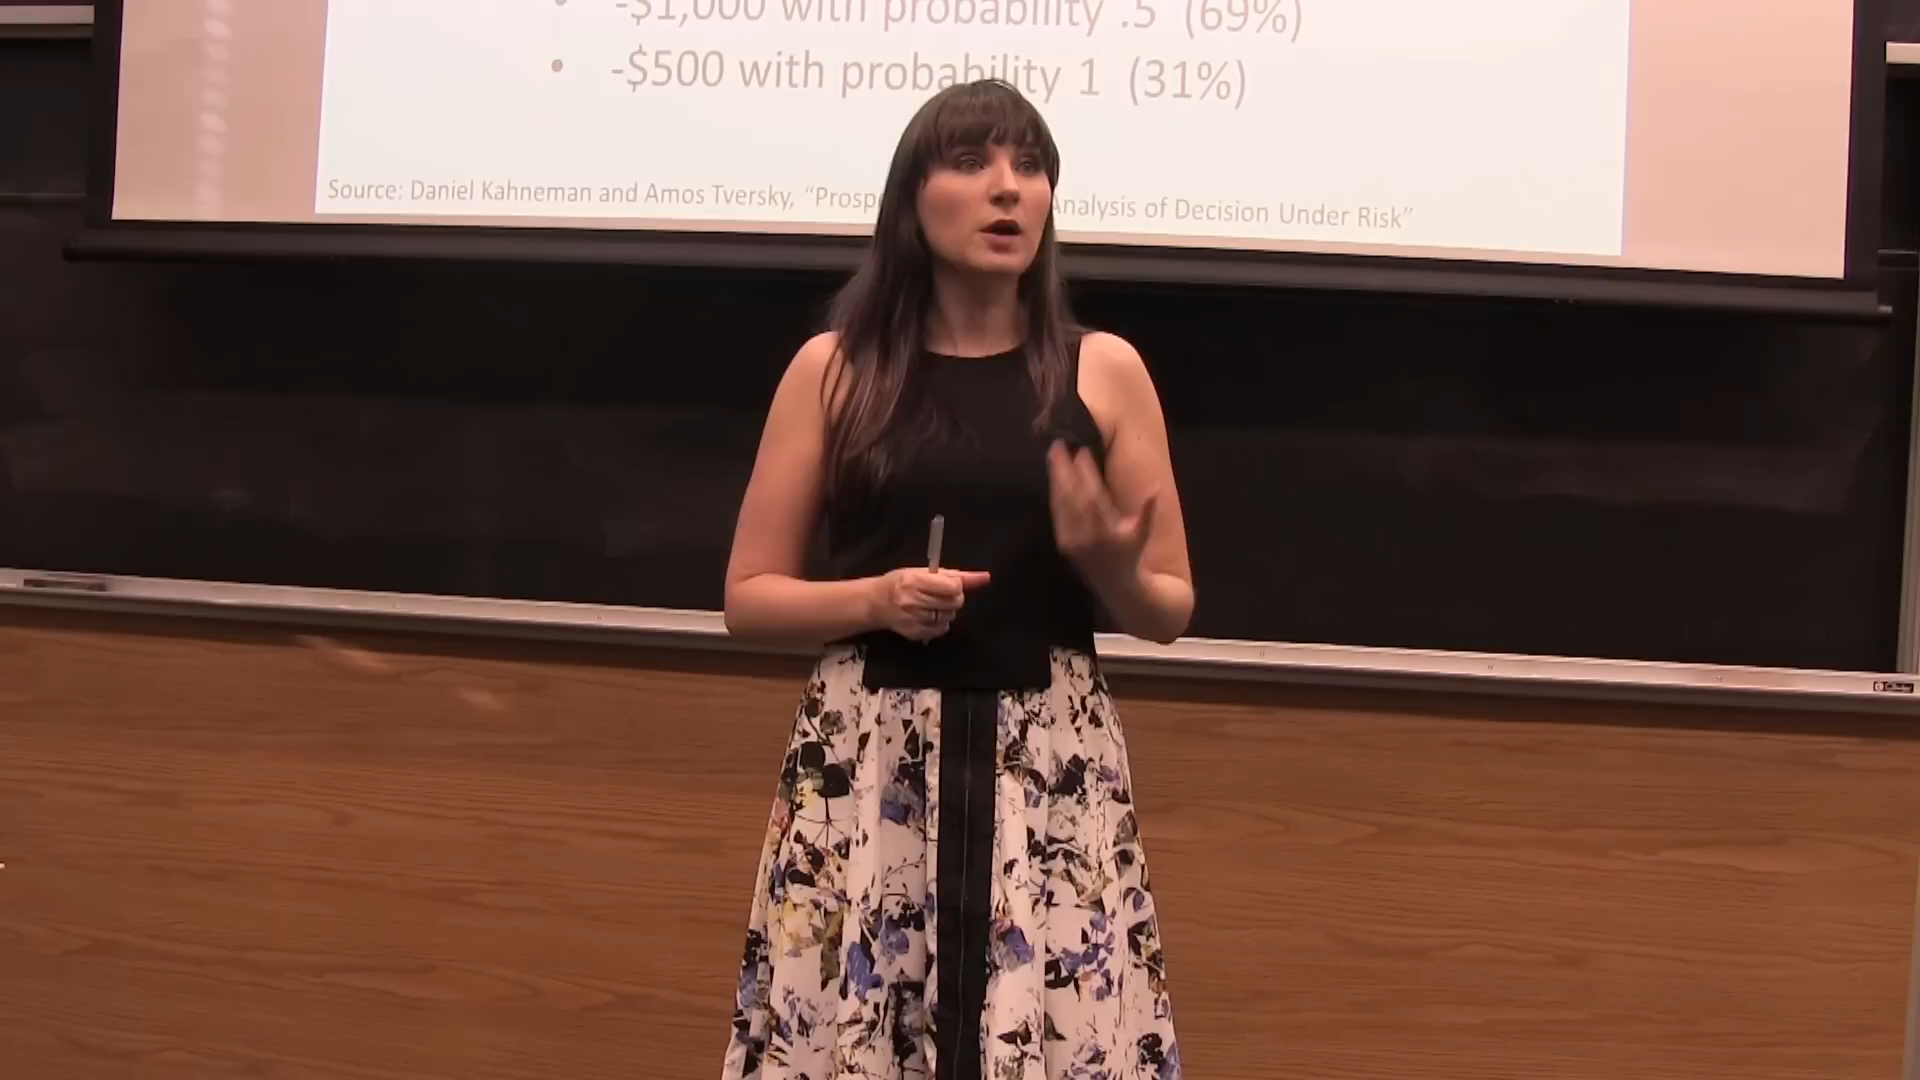 • -$1,000 with probability .5 (69%)
• -$500 with probability 1 (31%)
Source: Daniel Kahneman and Amos Tversky, “Prosp Analysis of Decision Under Risk”